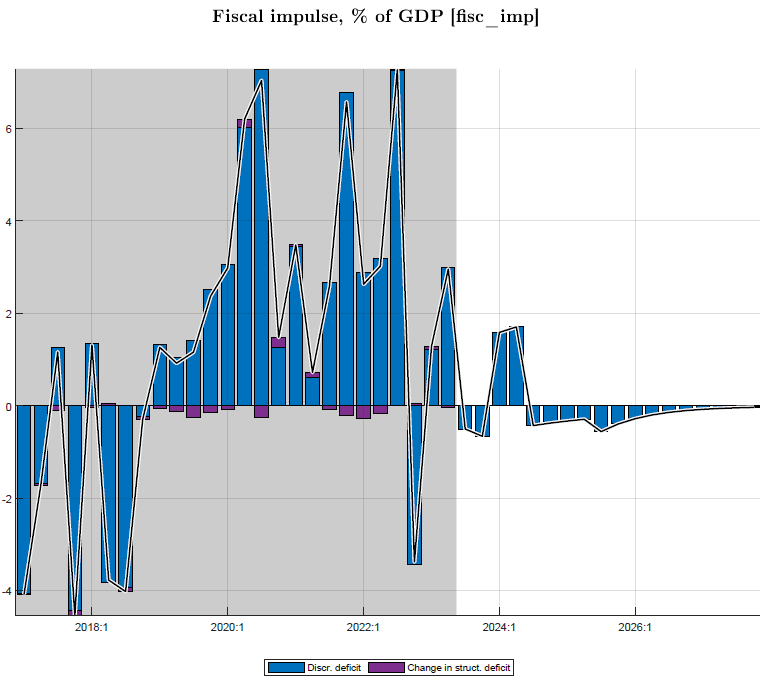 Fiscal impulse, % of GDP [fisc_imp]
6
4
2
0
-2
-4
2018:1 2020:1 2022:1 2024:1 2026:1
Discr. deficit Change in struct. deficit